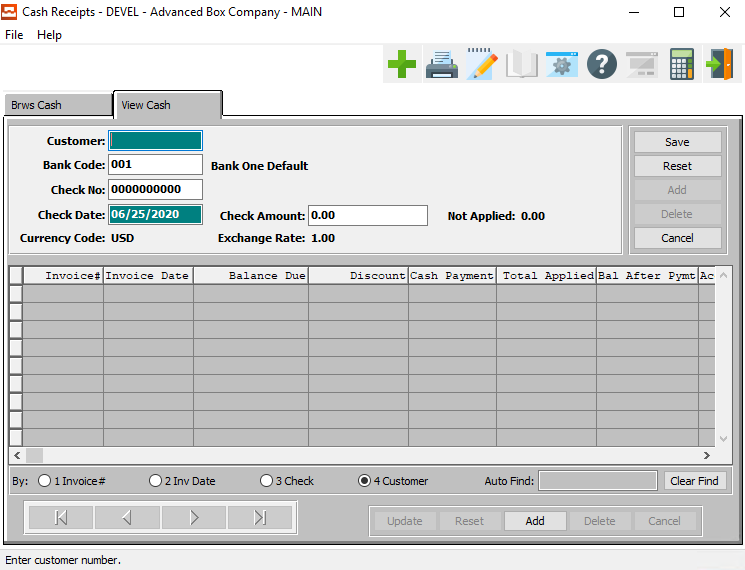 Cash Receipts - DEVEL - Advanced Box Company - MAIN
File Help
Brws Cash View Cash
Customer:
Save
Bank Code: 001 Bank One Default
Reset
Check No: 0000000000
Add
Check Date: 06/25/2020 Check Amount: 0.00 Not Applied: 0.00
Delete
Currency Code: USD Exchange Rate: 1.00
Cancel
Invoice# Invoice Date Balance Due Discount Cash Payment Total Applied Bal After Pymt Ac
By: 1 Invoice# 2 Inv Date 3 Check 4 Customer Auto Find: Clear Find
Update Reset Add Delete Cancel
Enter customer number.